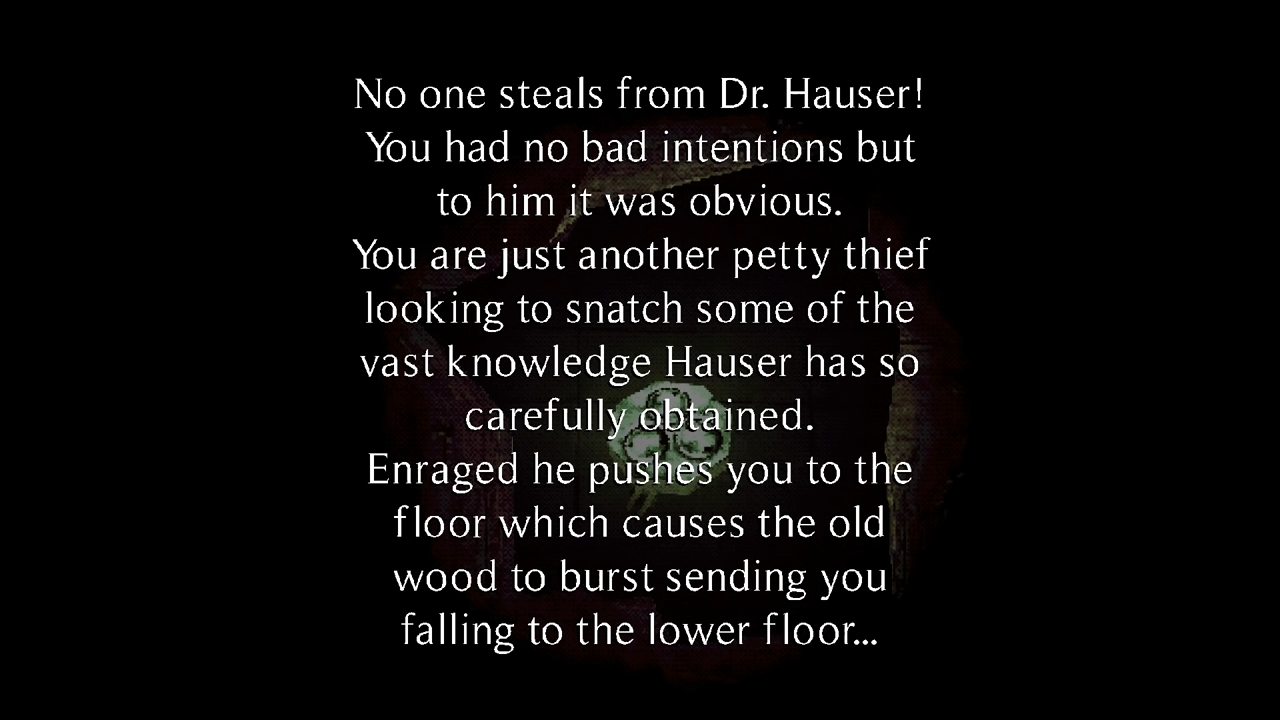 No one steals from Dr. Hauser!
You had no bad intentions but
to him it was obvious.
You are just another petty thief
looking to snatch some of the
vast knowledge Hauser has so
carefully obtained.
Enraged he pushes you to the
floor which causes the old
wood to burst sending you
falling to the lower floor...